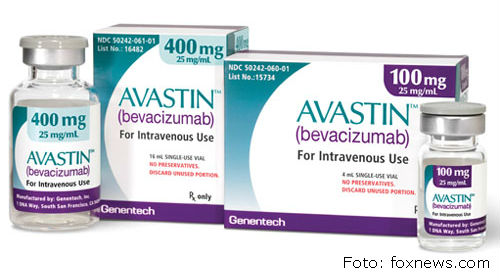 400 mg
25 mg/mL
AVASTIN™
(bevacizumab)
For Intravenous Use
Manufactured by: Genentech, Inc.
1 DNA Way, South San Francisco, CA
NDC 50242-061-01
List No.: 16482
400 mg
25 mg/mL
AVASTIN™
(bevacizumab)
For Intravenous Use
16 mL SINGLE-USE VIAL
NO PRESERVATIVES.
DISCARD UNUSED PORTION.
Rx only
Genentech
NDC 50242-060-01
List No.: 15734
100 mg
25 mg/mL
AVASTIN™
(bevacizumab)
For Intravenous Use
4 mL SINGLE-USE VIAL
NO PRESERVATIVES.
DISCARD UNUSED PORTION.
Genentech
100 mg
25 mg/mL
AVASTIN™
(bevacizumab)
For Intravenous Use
Manufactured by: Genentech, Inc.
1 DNA Way, South San Francisco,
Foto: foxnews.com